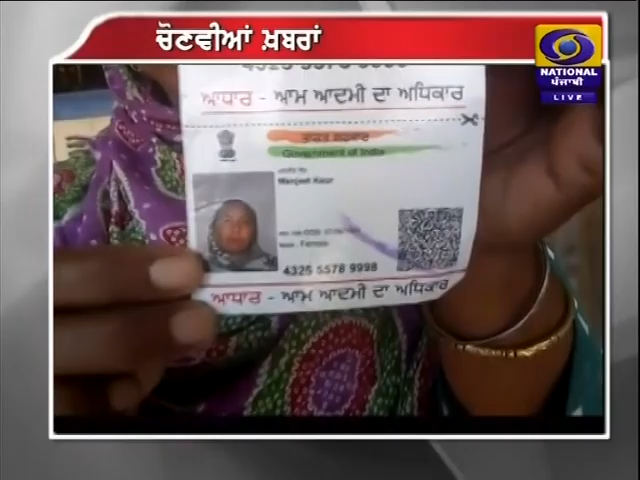 ਚੋਣਵੀਆਂ ਖ਼ਬਰਾਂ
NATIONAL
ਪੰਜਾਬੀ
LIVE
ਆਧਾਰ - ਆਮ ਆਦਮੀ ਦਾ ਅਧਿਕਾਰ
Government of India
Manjeet Kaur
Female
4325 5578 9998
ਆਧਾਰ - ਆਮ ਆਦਮੀ ਦਾ ਅਧਿਕਾਰ